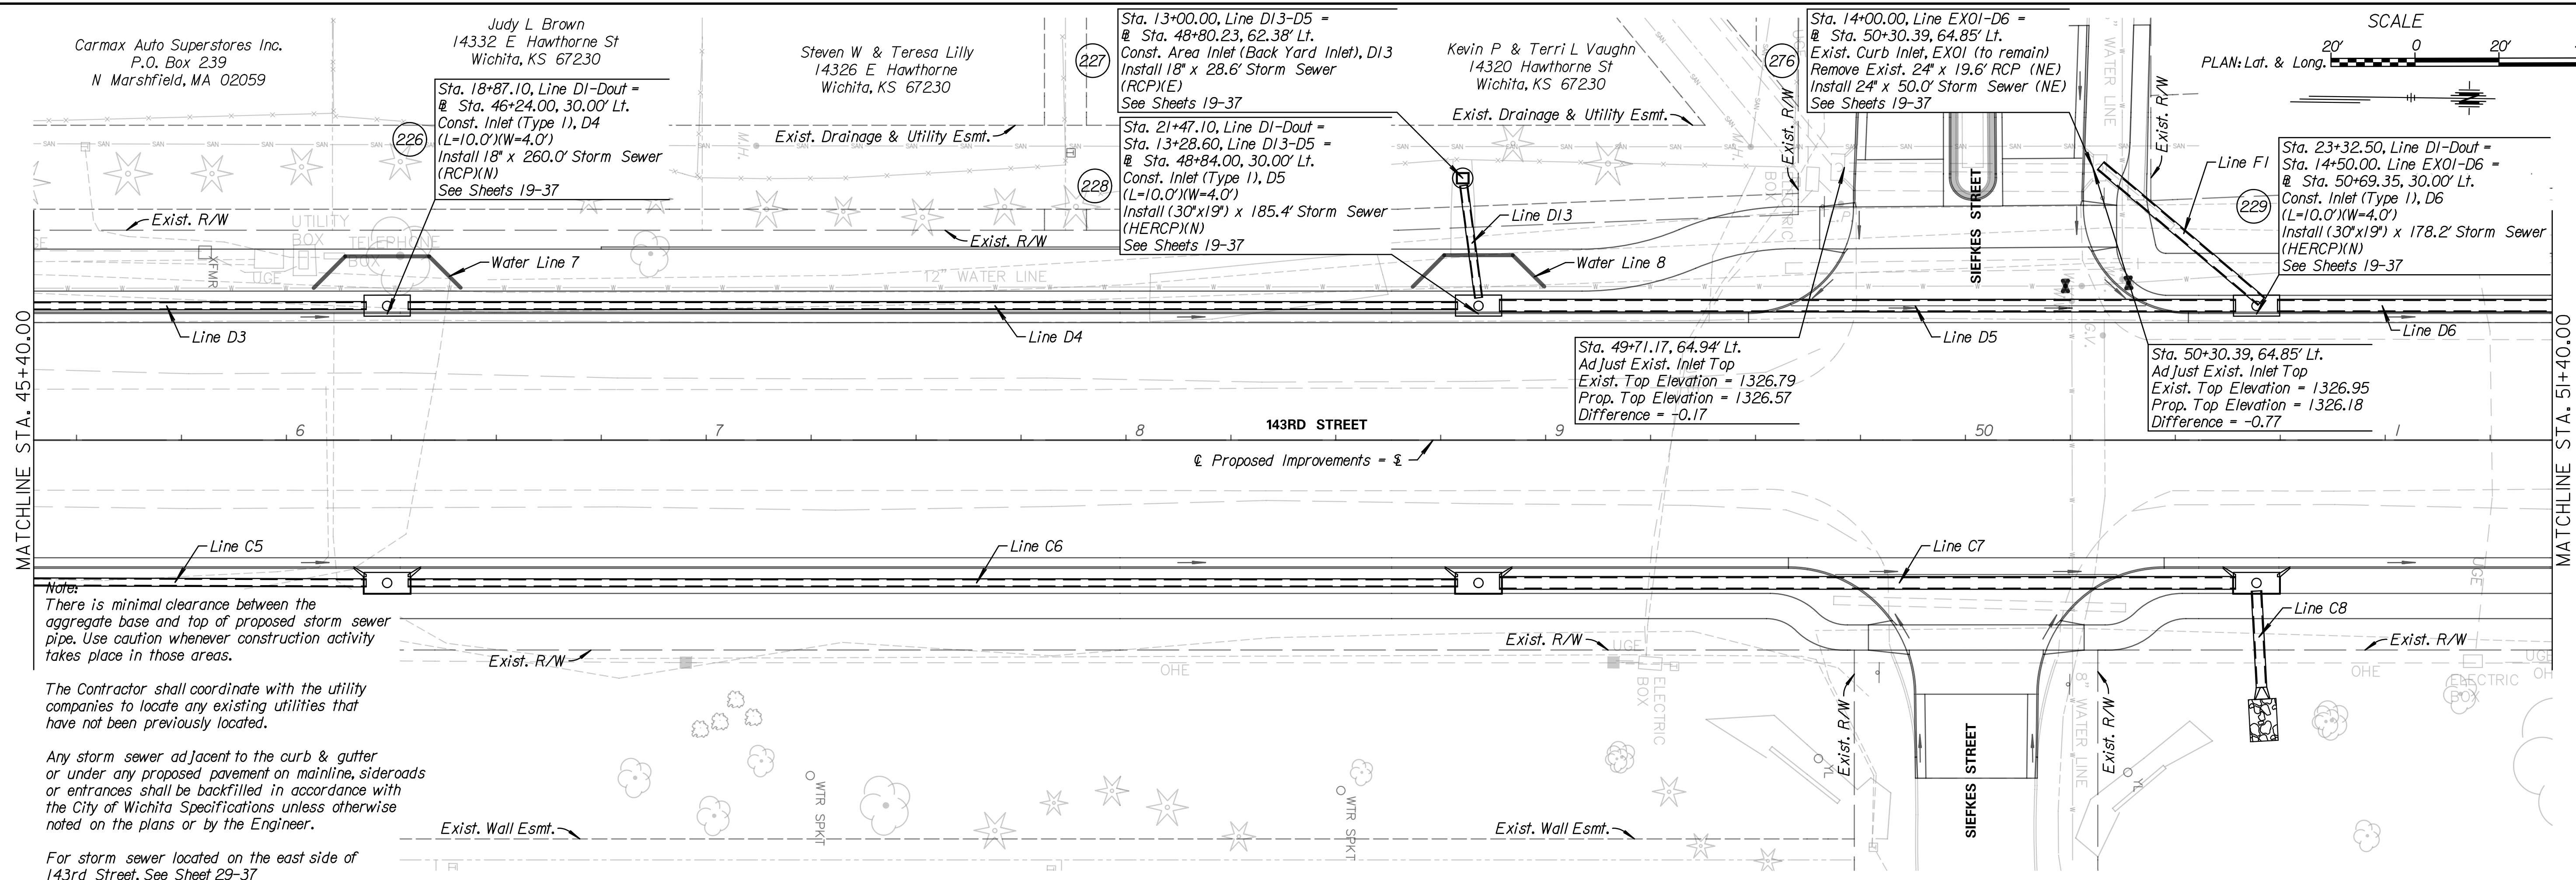 Carmax Auto Superstores Inc.
P.O. Box 239
N Marshfield, MA 02059
Judy L Brown
14332 E Hawthorne St
Wichita, KS 67230
Steven W & Teresa Lilly
14326 E Hawthorne
Wichita, KS 67230
Kevin P & Terri L Vaughn
14320 Hawthorne St
Wichita, KS 67230
226
Sta. 18+87.10, Line D1-Dout =
℄ Sta. 46+24.00, 30.00' Lt.
Const. Inlet (Type 1), D4
(L=10.0')(W=4.0')
Install 18" x 260.0' Storm Sewer
(RCP)(N)
See Sheets 19-37
227
Sta. 13+00.00, Line D13-D5 =
℄ Sta. 48+80.23, 62.38' Lt.
Const. Area Inlet (Back Yard Inlet), D13
Install 18" x 28.6' Storm Sewer
(RCP)(E)
See Sheets 19-37
228
Sta. 21+47.10, Line D1-Dout =
Sta. 13+28.60, Line D13-D5 =
℄ Sta. 48+84.00, 30.00' Lt.
Const. Inlet (Type 1), D5
(L=10.0')(W=4.0')
Install (30"x19") x 185.4' Storm Sewer
(HERCP)(N)
See Sheets 19-37
276
Sta. 14+00.00, Line EX01-D6 =
℄ Sta. 50+30.39, 64.85' Lt.
Exist. Curb Inlet, EX01 (to remain)
Remove Exist. 24" x 19.6' RCP (NE)
Install 24" x 50.0' Storm Sewer (NE)
See Sheets 19-37
229
Sta. 23+32.50, Line D1-Dout =
Sta. 14+50.00. Line EX01-D6 =
℄ Sta. 50+69.35, 30.00' Lt.
Const. Inlet (Type 1), D6
(L=10.0')(W=4.0')
Install (30"x19") x 178.2' Storm Sewer
(HERCP)(N)
See Sheets 19-37
SCALE
20' 0 20'
PLAN: Lat. & Long.
N
Exist. Drainage & Utility Esmt.
Exist. Drainage & Utility Esmt.
SAN SAN SAN SAN
M.H.
M.H.
Exist. R/W
Exist. R/W
Exist. R/W
Exist. R/W
UTILITY
BOX
TELEPHONE
BOX
XFMR
UGE
UGE
Water Line 7
Water Line 8
12" WATER LINE
WATER LINE
ELECTRIC
BOX
SIEFKES STREET
SIEFKES STREET
G.V.
Line D13
Line F1
Line D3
Line D4
Line D5
Line D6
Sta. 49+71.17, 64.94' Lt.
Adjust Exist. Inlet Top
Exist. Top Elevation = 1326.79
Prop. Top Elevation = 1326.57
Difference = -0.17
Sta. 50+30.39, 64.85' Lt.
Adjust Exist. Inlet Top
Exist. Top Elevation = 1326.95
Prop. Top Elevation = 1326.18
Difference = -0.77
MATCHLINE STA. 45+40.00
MATCHLINE STA. 51+40.00
6 7 8 9 50 1
143RD STREET
℄ Proposed Improvements =
Line C5
Line C6
Line C7
Line C8
Note:
There is minimal clearance between the
aggregate base and top of proposed storm sewer
pipe. Use caution whenever construction activity
takes place in those areas.
The Contractor shall coordinate with the utility
companies to locate any existing utilities that
have not been previously located.
Any storm sewer adjacent to the curb & gutter
or under any proposed pavement on mainline, sideroads
or entrances shall be backfilled in accordance with
the City of Wichita Specifications unless otherwise
noted on the plans or by the Engineer.
For storm sewer located on the east side of
143rd Street, See Sheet 29-37
Exist. R/W
Exist. R/W
Exist. R/W
Exist. R/W
Exist. R/W
OHE
UGE
ELECTRIC
BOX
UGE
OHE
ELECTRIC
BOX
UGE
OH
8" WATER LINE
YL
YL
WTR SPKT
WTR SPKT
Exist. Wall Esmt.
Exist. Wall Esmt.
SIEFKES STREET